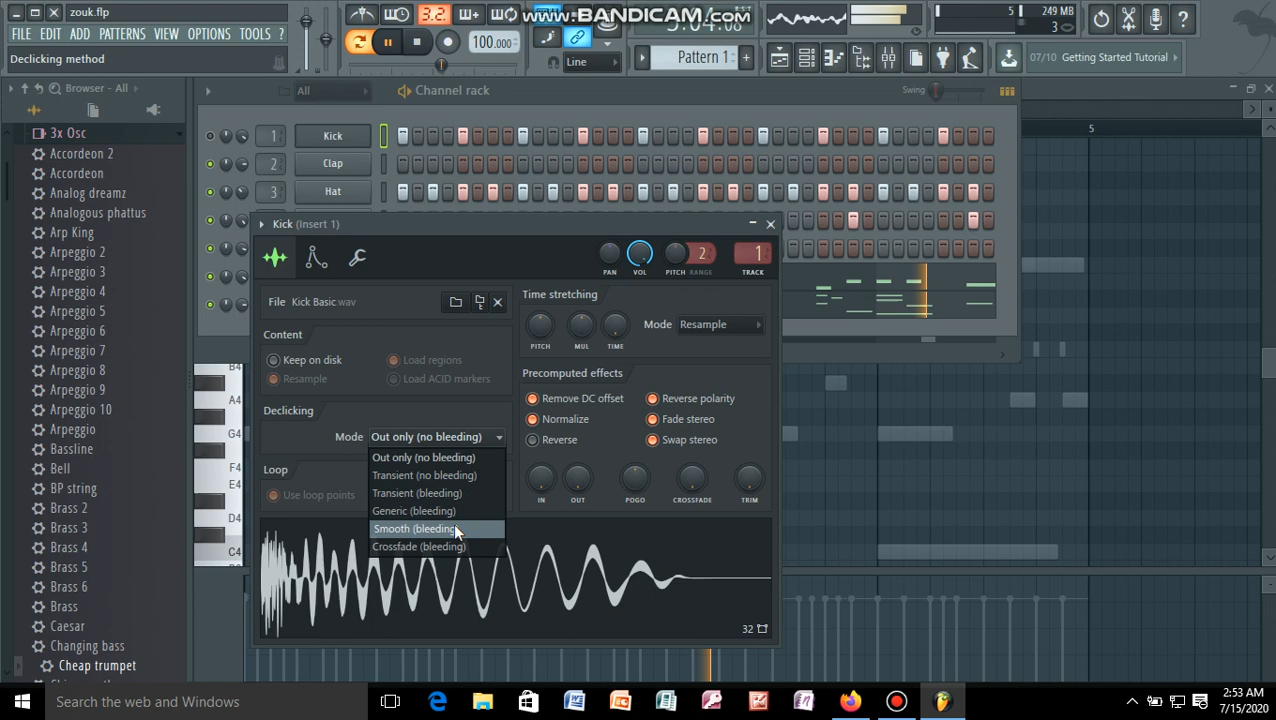 zouk.flp
www.BANDICAM.com
3.2:
5:04:08
5
249 MB
3
FILE EDIT ADD PATTERNS VIEW OPTIONS TOOLS ?
100.000
Pattern 1
Line
07/10 Getting Started Tutorial
Declicking method
Browser - All
All
Channel rack
Swing
5
3x Osc
Accordeon 2
Accordeon
Analog dreamz
Analogous phattus
Arp King
Arpeggio 2
Arpeggio 3
Arpeggio 4
Arpeggio 5
Arpeggio 6
Arpeggio 7
Arpeggio 8
Arpeggio 9
Arpeggio 10
Arpeggio
Bassline
Bell
BP string
Brass 2
Brass 3
Brass 4
Brass 5
Brass 6
Brass
Caesar
Changing bass
Cheap trumpet
1 Kick
2 Clap
3 Hat
Kick (Insert 1)
2
1
PAN VOL PITCH RANGE TRACK
File Kick Basic.wav
Content
Keep on disk
Load regions
Resample
Load ACID markers
Declicking
Mode Out only (no bleeding)
Out only (no bleeding)
Transient (no bleeding)
Transient (bleeding)
Generic (bleeding)
Smooth (bleeding)
Crossfade (bleeding)
Loop
Use loop points
Time stretching
PITCH MUL TIME
Mode Resample
Precomputed effects
Remove DC offset
Reverse polarity
Normalize
Fade stereo
Reverse
Swap stereo
IN OUT POGO CROSSFADE TRIM
32
B4
A4
G4
F4
E4
D4
C4
Search the web and Windows
2:53 AM
7/15/2020